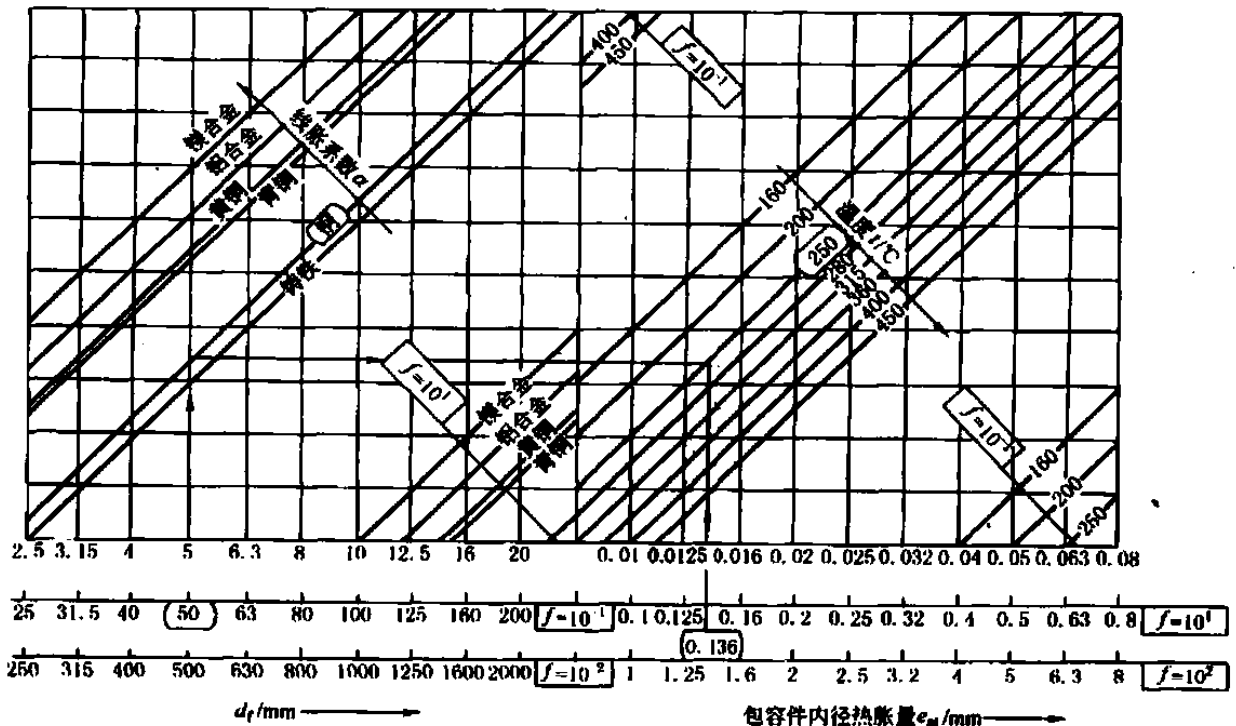 400
450
f=10⁻¹
镁合金
铝合金
黄铜
青铜
线胀系数α
钢
铸铁
160
200
250
280
315
360
400
450
温度 t/℃
f=10¹
镁合金
铝合金
黄铜
青铜
160
200
250
2.5 3.15 4 5 6.3 8 10 12.5 16 20 0.01 0.0125 0.016 0.02 0.025 0.032 0.04 0.05 0.063 0.08
25 31.5 40 50 63 80 100 125 160 200 f=10⁻¹ 0.1 0.125 0.16 0.2 0.25 0.32 0.4 0.5 0.63 0.8 f=10¹
0.136
250 315 400 500 630 800 1000 1250 1600 2000 f=10⁻² 1 1.25 1.6 2 2.5 3.2 4 5 6.3 8 f=10²
d_f/mm
包容件内径热胀量e_ot/mm